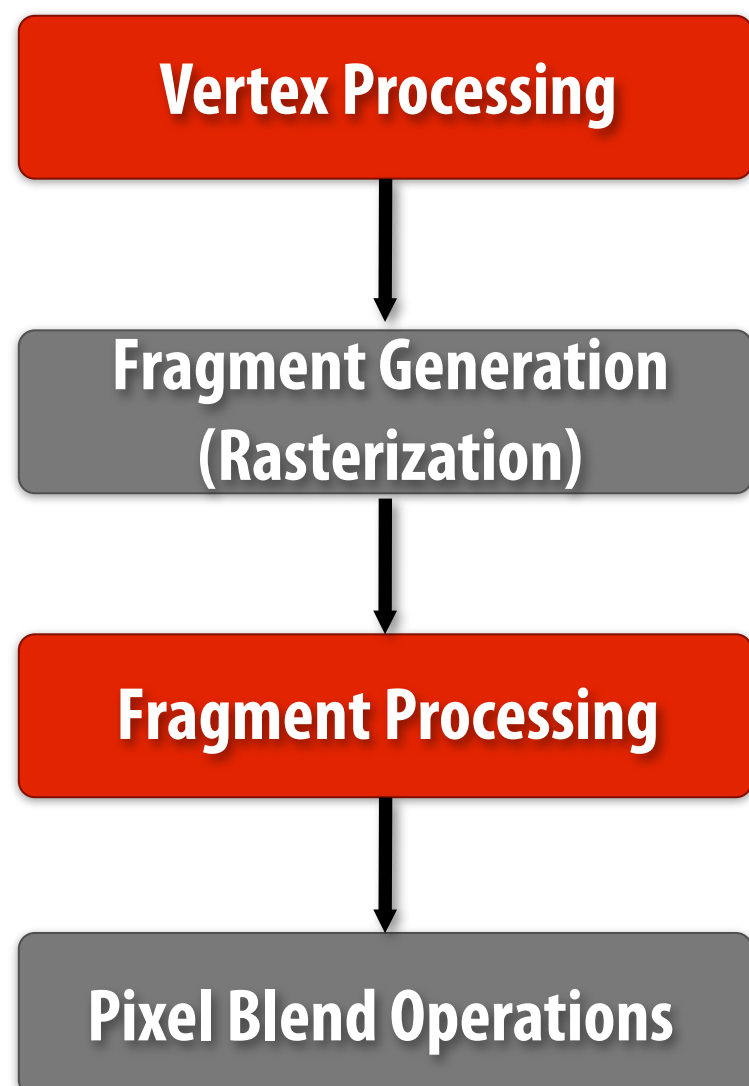 Vertex Processing
Fragment Generation
(Rasterization)
Fragment Processing
Pixel Blend Operations